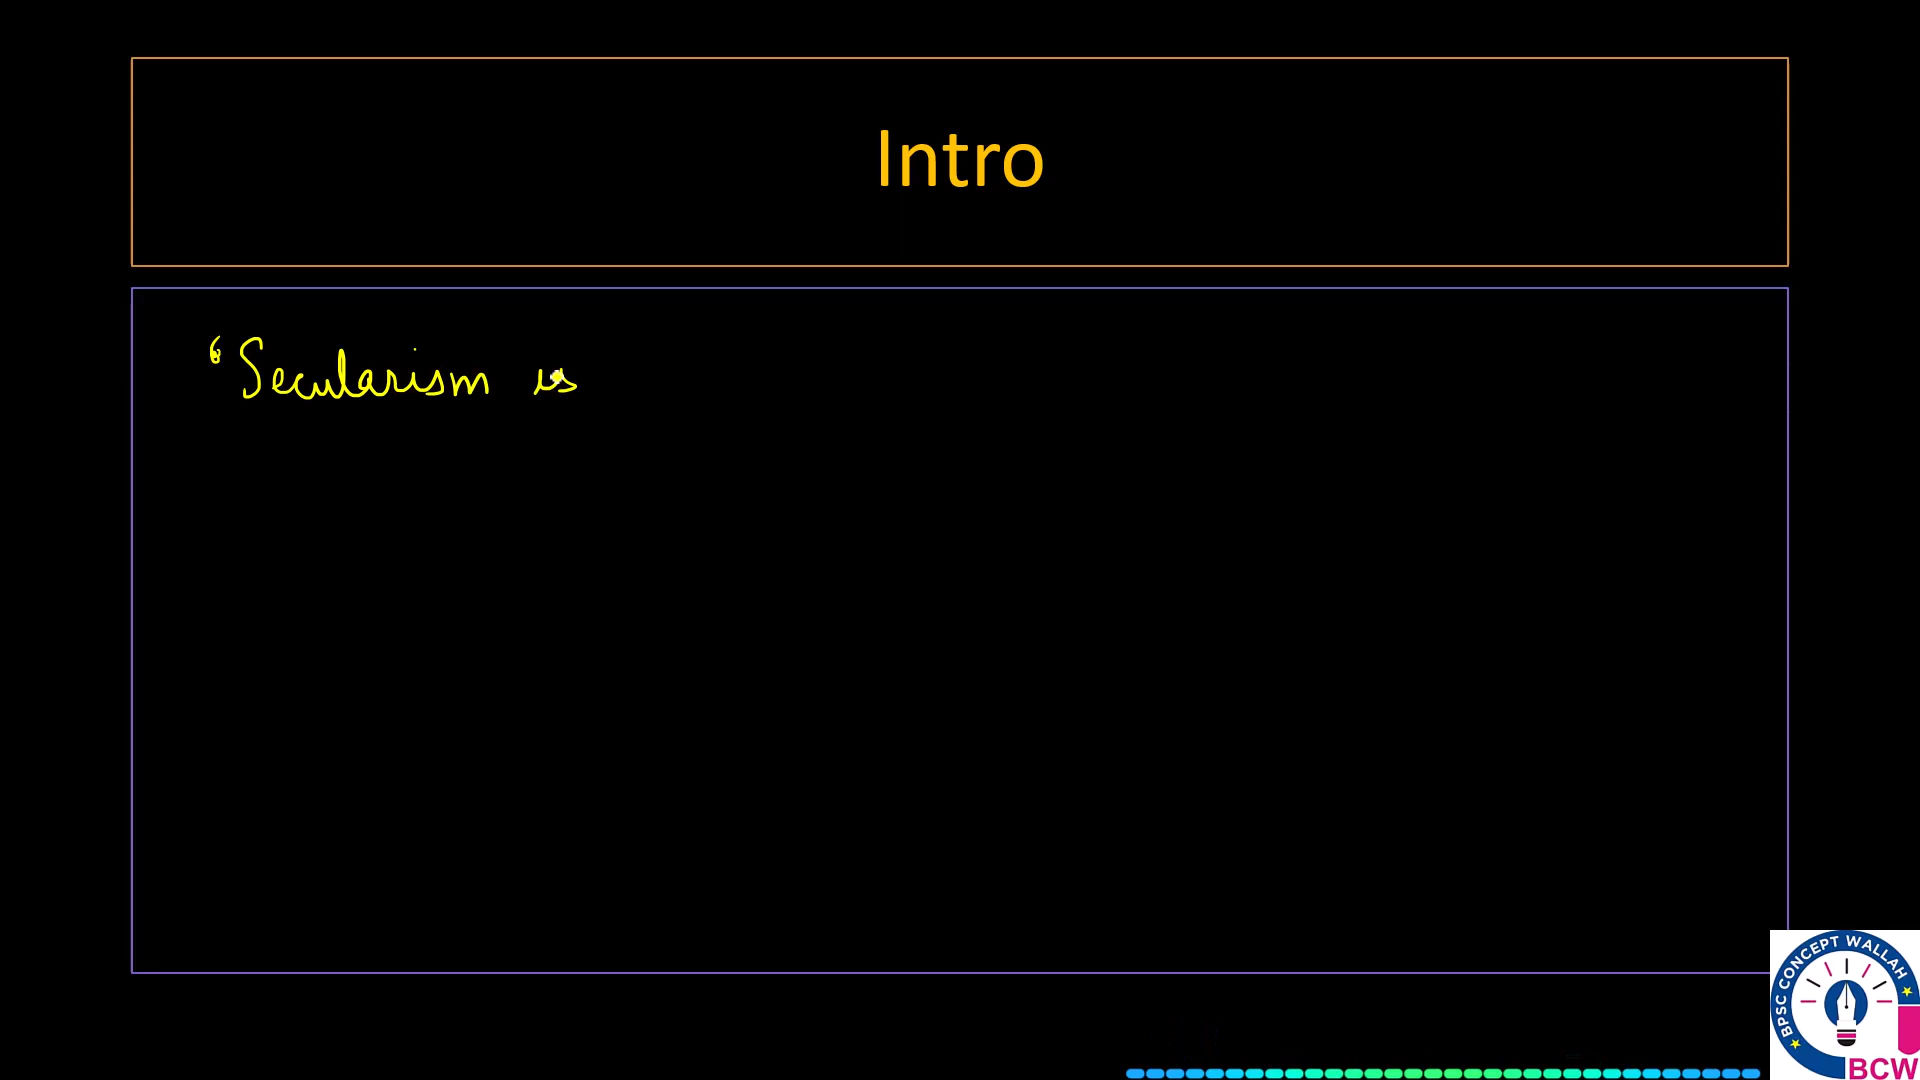 Intro
‘Secularism is
BPSC CONCEPT WALLAH
BCW